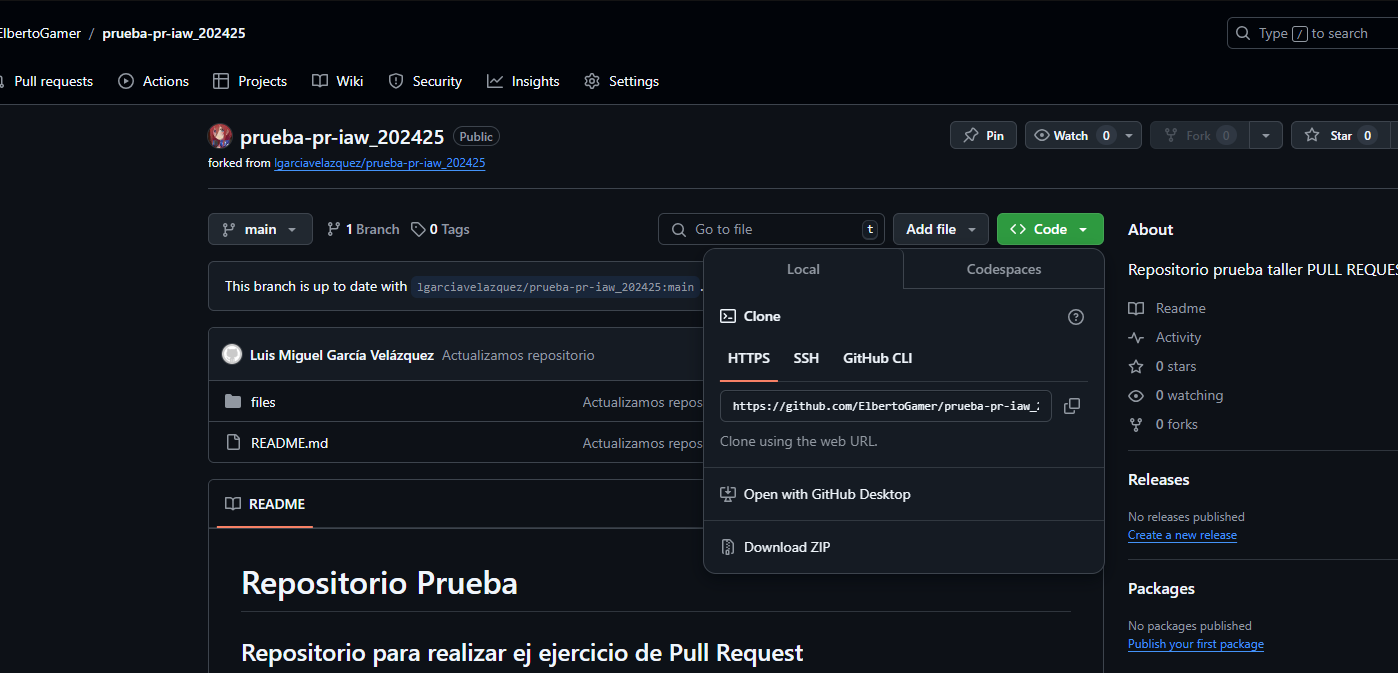 ElbertoGamer / prueba-pr-iaw_202425
Type / to search
Pull requests
Actions
Projects
Wiki
Security
Insights
Settings
prueba-pr-iaw_202425 Public
Pin
Watch 0
Fork 0
Star 0
forked from lgarciavelazquez/prueba-pr-iaw_202425
main
1 Branch
0 Tags
Go to file t
Add file
<> Code
This branch is up to date with lgarciavelazquez/prueba-pr-iaw_202425:main .
Luis Miguel García Velázquez Actualizamos repositorio
files Actualizamos repos
README.md Actualizamos repos
README
Repositorio Prueba
Repositorio para realizar ej ejercicio de Pull Request
Local
Codespaces
Clone
HTTPS
SSH
GitHub CLI
https://github.com/ElbertoGamer/prueba-pr-iaw_2
Clone using the web URL.
Open with GitHub Desktop
Download ZIP
About
Repositorio prueba taller PULL REQUES
Readme
Activity
0 stars
0 watching
0 forks
Releases
No releases published
Create a new release
Packages
No packages published
Publish your first package